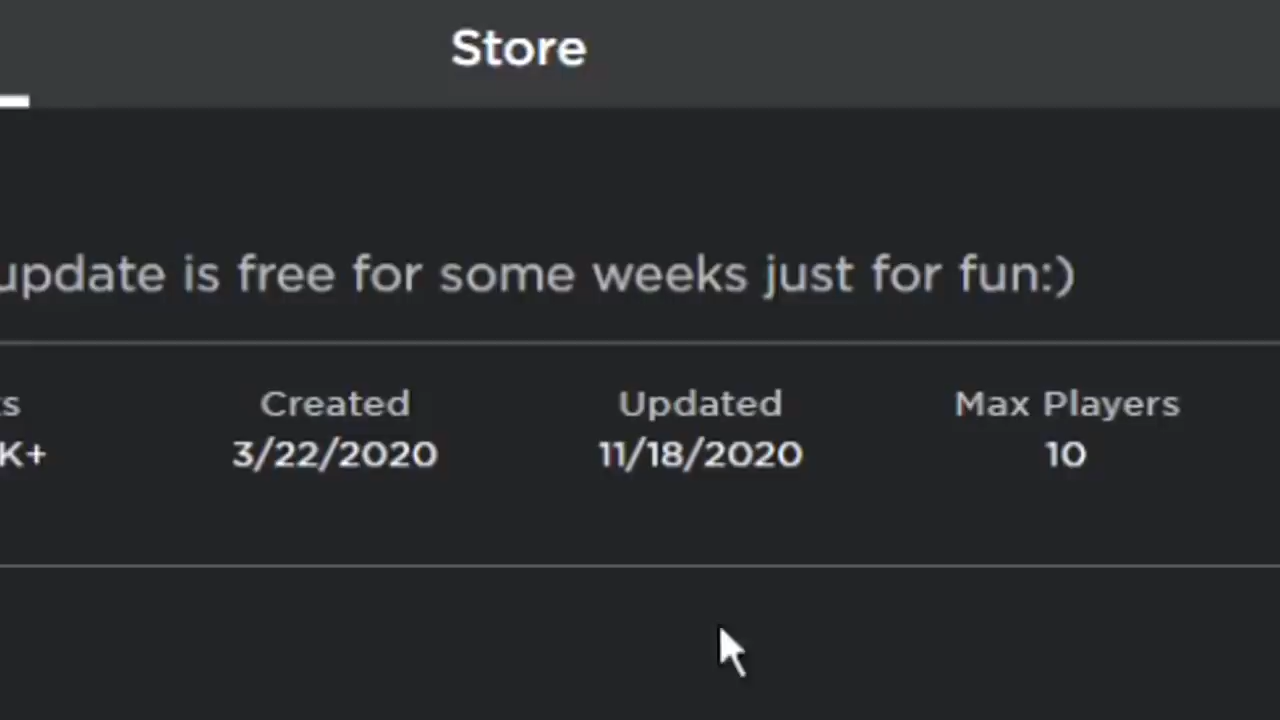 Store
update is free for some weeks just for fun:)
Created Updated Max Players
K+ 3/22/2020 11/18/2020 10